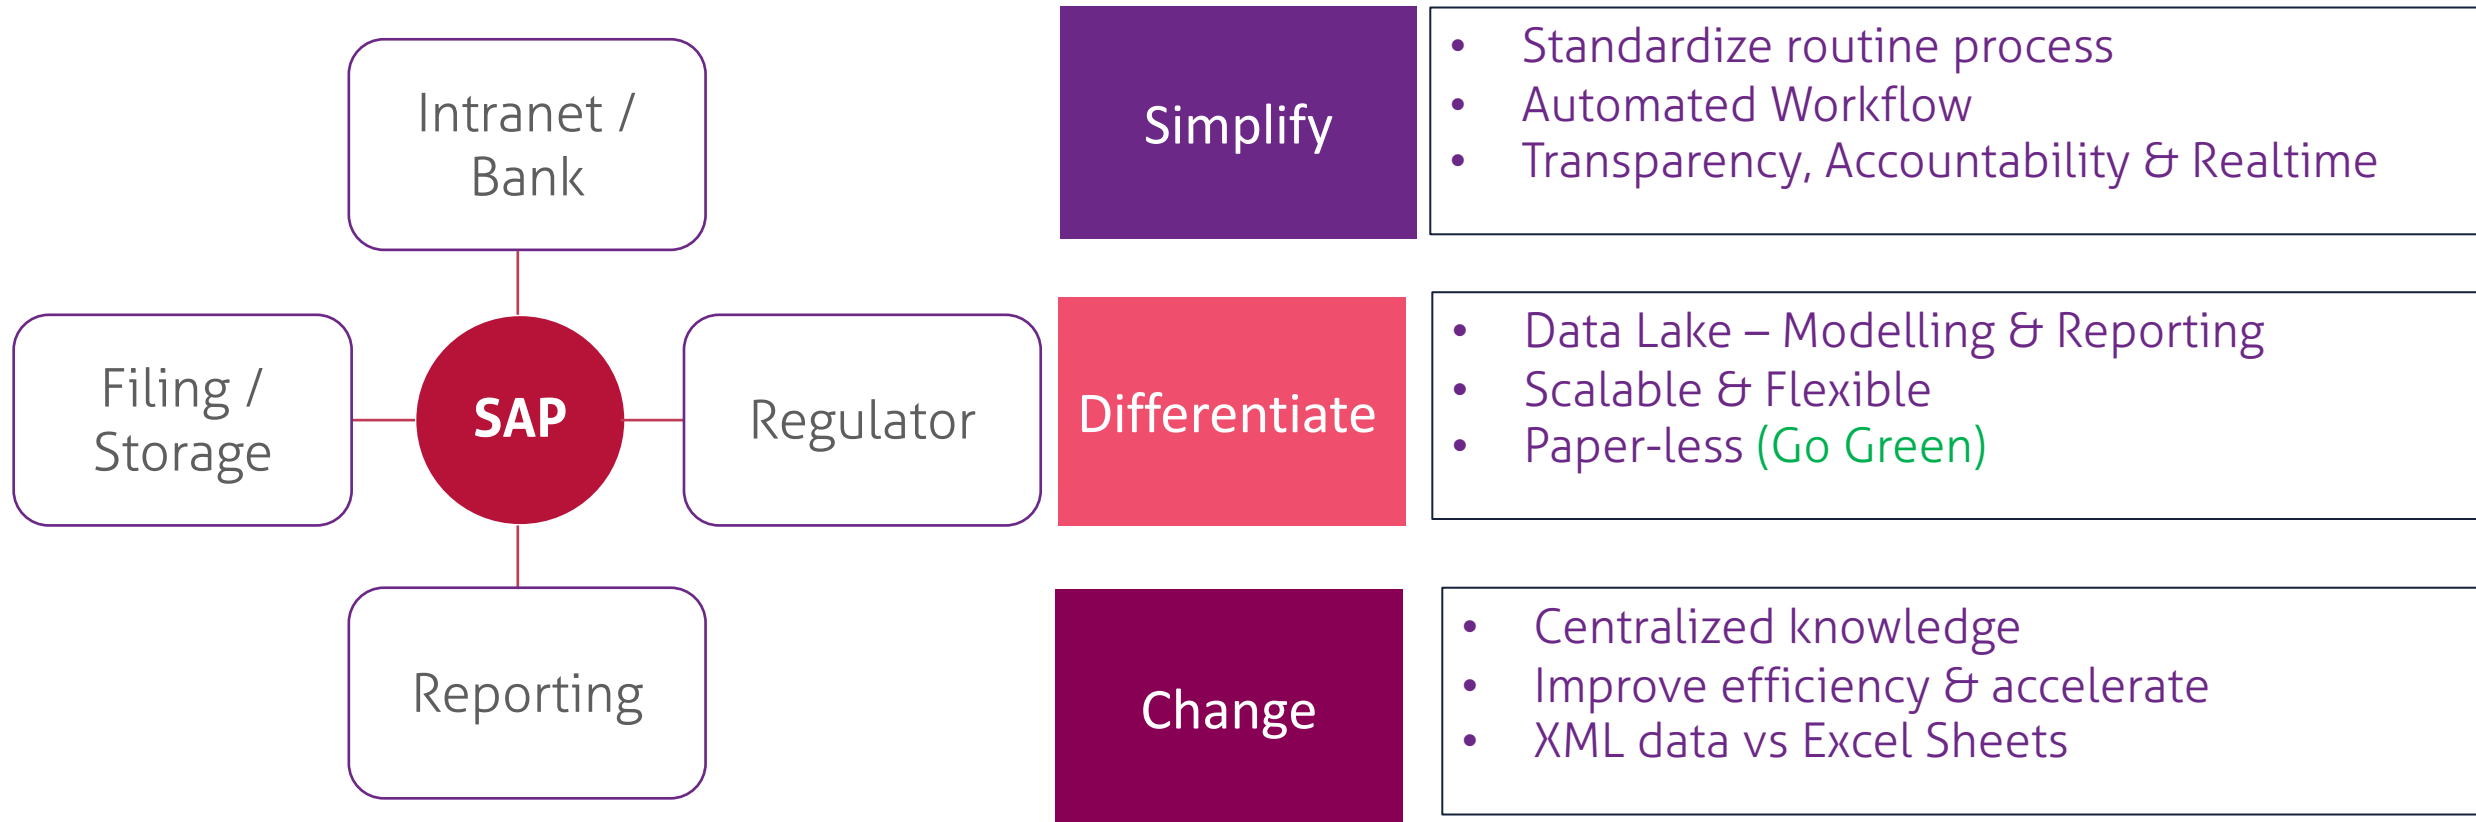 Intranet /
Bank
Filing /
Storage
SAP
Regulator
Reporting
Simplify
• Standardize routine process
• Automated Workflow
• Transparency, Accountability & Realtime
Differentiate
• Data Lake – Modelling & Reporting
• Scalable & Flexible
• Paper-less (Go Green)
Change
• Centralized knowledge
• Improve efficiency & accelerate
• XML data vs Excel Sheets